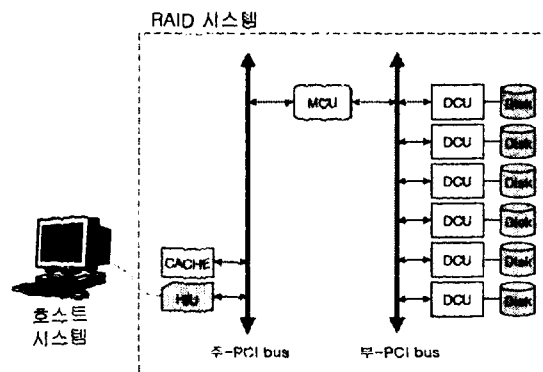 RAID 시스템
MCU
DCU Disk
DCU Disk
DCU Disk
DCU Disk
DCU Disk
DCU Disk
CACHE
HIU
호스트
시스템
주-PCI bus
부-PCI bus